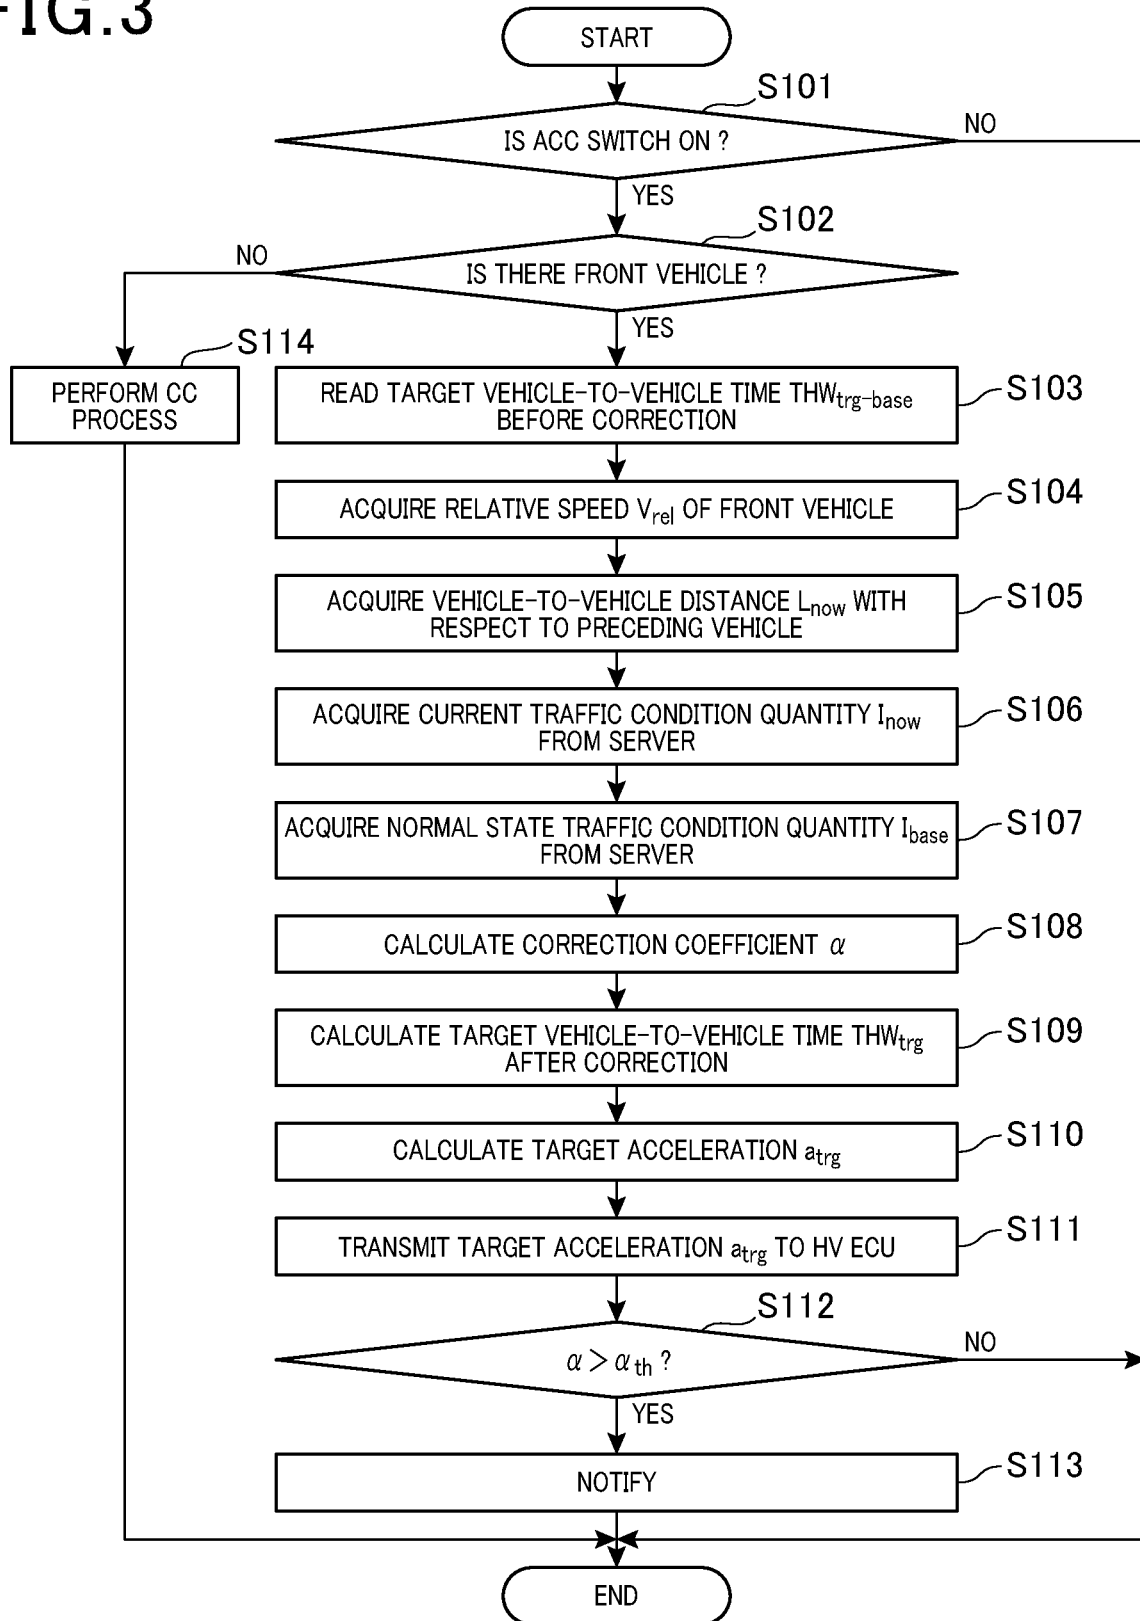 FIG.3
START
S101
IS ACC SWITCH ON ?
NO
YES
S102
NO
IS THERE FRONT VEHICLE ?
YES
S114
PERFORM CC
PROCESS
READ TARGET VEHICLE-TO-VEHICLE TIME THWtrg-base
BEFORE CORRECTION
S103
ACQUIRE RELATIVE SPEED Vrel OF FRONT VEHICLE
S104
ACQUIRE VEHICLE-TO-VEHICLE DISTANCE Lnow WITH
RESPECT TO PRECEDING VEHICLE
S105
ACQUIRE CURRENT TRAFFIC CONDITION QUANTITY Inow
FROM SERVER
S106
ACQUIRE NORMAL STATE TRAFFIC CONDITION QUANTITY Ibase
FROM SERVER
S107
CALCULATE CORRECTION COEFFICIENT α
S108
CALCULATE TARGET VEHICLE-TO-VEHICLE TIME THWtrg
AFTER CORRECTION
S109
CALCULATE TARGET ACCELERATION atrg
S110
TRANSMIT TARGET ACCELERATION atrg TO HV ECU
S111
S112
α > αth ?
NO
YES
NOTIFY
S113
END